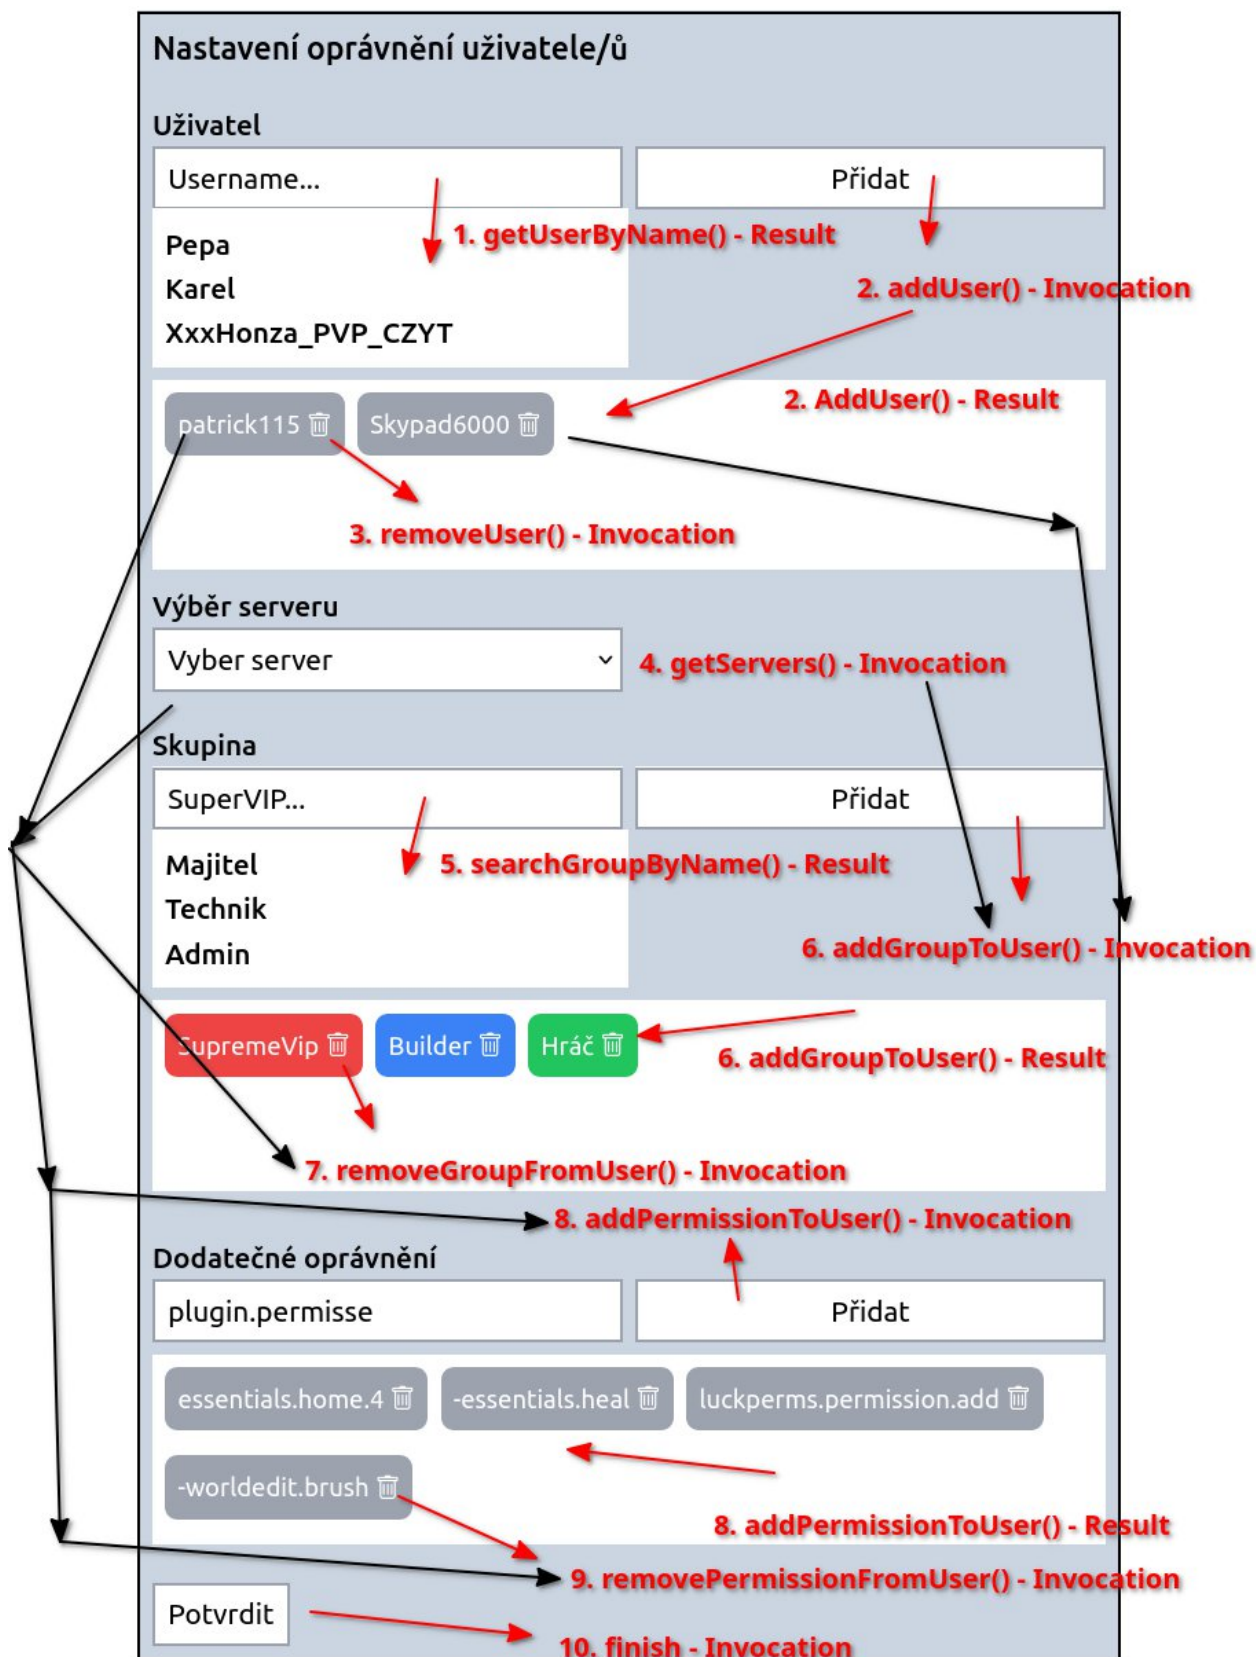 Nastavení oprávnění uživatele/ů
Uživatel
Username...
Přidat
Pepa
1. getUserByName() - Result
Karel
2. addUser() - Invocation
XxxHonza_PVP_CZYT
2. AddUser() - Result
patrick115
Skypad6000
3. removeUser() - Invocation
Výběr serveru
Vyber server
4. getServers() - Invocation
Skupina
SuperVIP...
Přidat
Majitel
5. searchGroupByName() - Result
Technik
Admin
6. addGroupToUser() - Invocation
SupremeVip
Builder
Hráč
6. addGroupToUser() - Result
7. removeGroupFromUser() - Invocation
8. addPermissionToUser() - Invocation
Dodatečné oprávnění
plugin.permisse
Přidat
essentials.home.4
-essentials.heal
luckperms.permission.add
-worldedit.brush
8. addPermissionToUser() - Result
9. removePermissionFromUser() - Invocation
Potvrdit
10. finish - Invocation